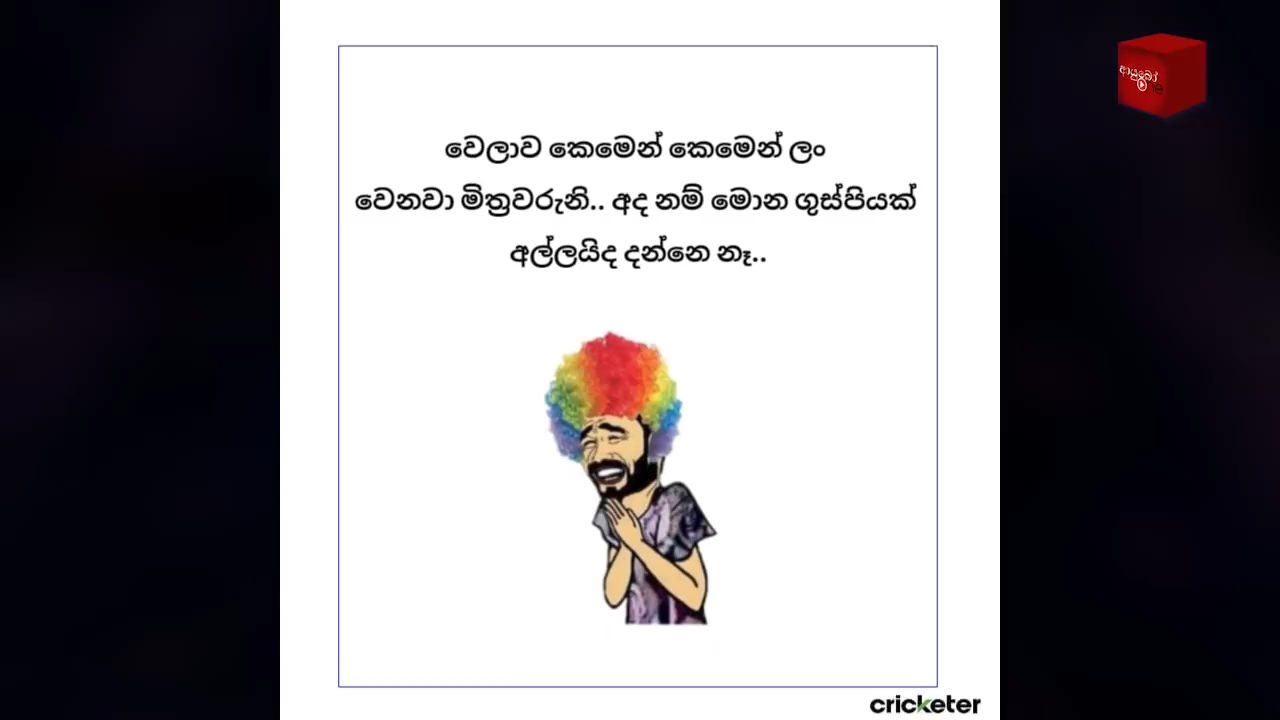 වෙලාව කෙමෙන් කෙමෙන් ලං
වෙනවා මිත්‍රවරුනි.. අද නම් මොන ගුස්පියක්
අල්ලයිද දන්නෙ නෑ..
cricketer